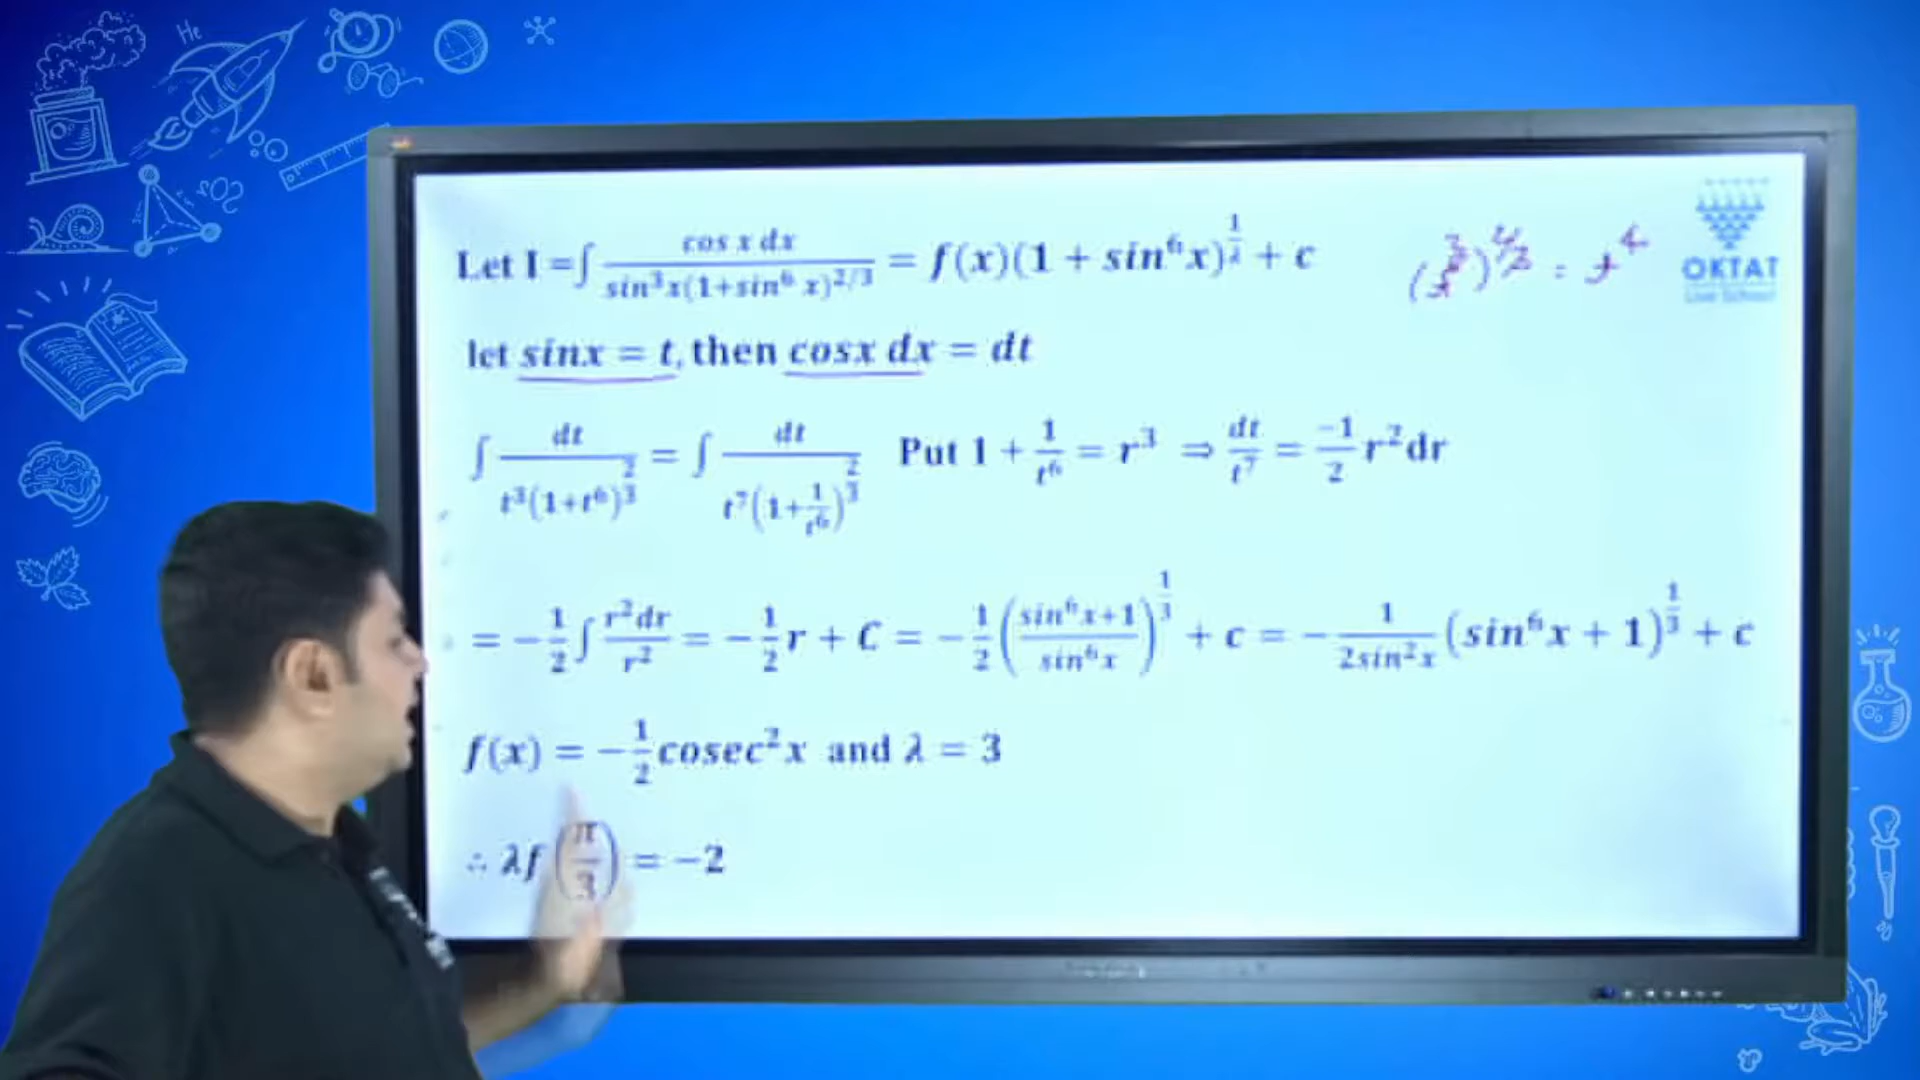 He
Let I =∫ cos x dx / sin³x(1+sin⁶ x)^2/3 = f(x)(1 + sin⁶x)^1/λ + c
OKTAT
let sinx = t, then cosx dx = dt
∫ dt / t³(1+t⁶)^2/3 = ∫ dt / t⁷(1+1/t⁶)^2/3 Put 1 + 1/t⁶ = r³ ⇒ dt/t⁷ = -1/2 r²dr
= -1/2 ∫ r²dr/r² = -1/2 r + C = -1/2 (sin⁶x+1/sin⁶x)^1/3 + c = -1/2sin²x (sin⁶x + 1)^1/3 + c
f(x) = -1/2 cosec²x and λ = 3
∴ λf (π/3) = -2